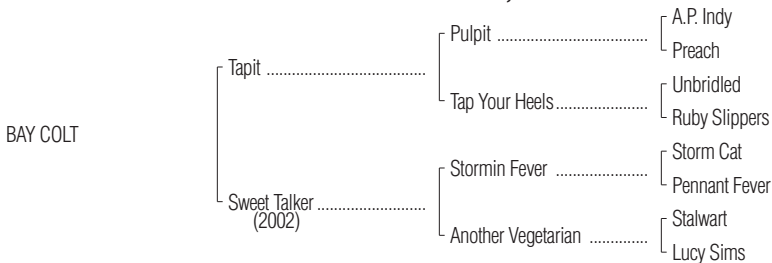 A.P. Indy
Pulpit ......................................
Preach
Tapit ........................................
Unbridled
Tap Your Heels .......................
Ruby Slippers
BAY COLT
Storm Cat
Stormin Fever .......................
Pennant Fever
Sweet Talker ...........................
(2002)
Stalwart
Another Vegetarian ..............
Lucy Sims